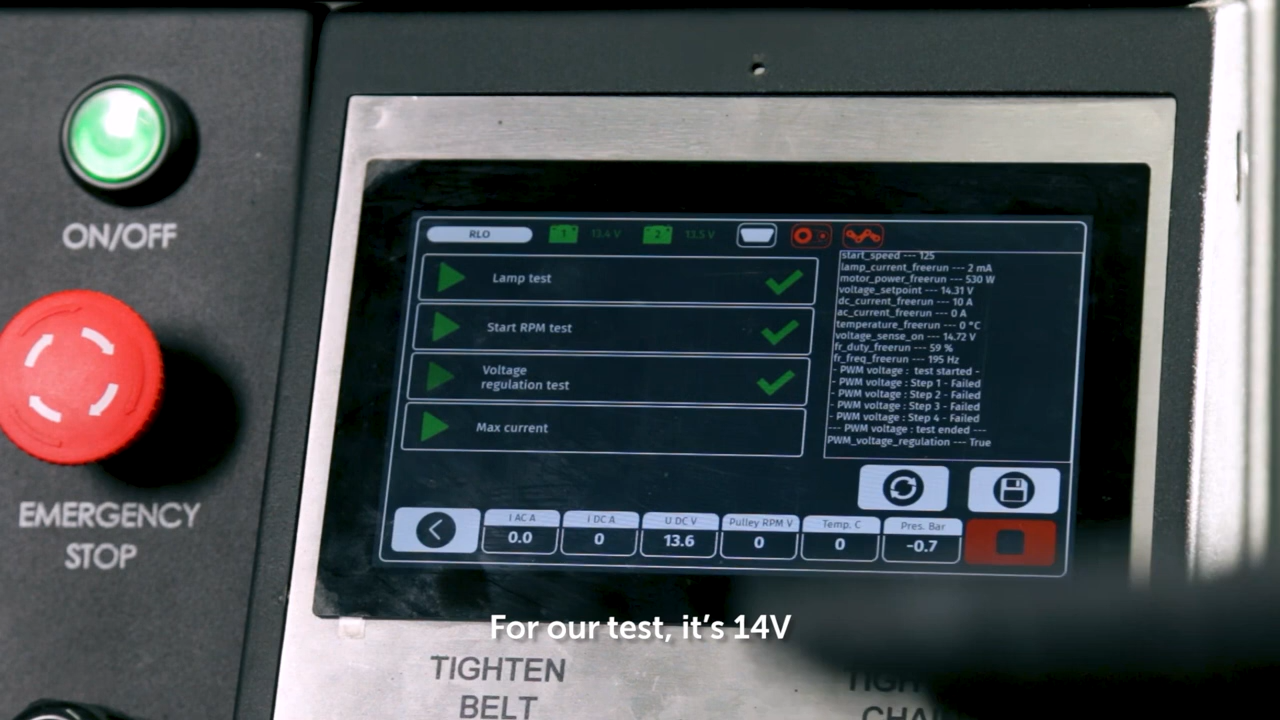 ON/OFF
EMERGENCY
STOP
RLO
1
13.4 V
2
13.5 V
Lamp test
Start RPM test
Voltage
regulation test
Max current
start_speed --- 125
lamp_current_freerun --- 2 mA
motor_power_freerun --- 530 W
voltage_setpoint --- 14.31 V
dc_current_freerun --- 10 A
ac_current_freerun --- 0 A
temperature_freerun --- 0 °C
voltage_sense_on --- 14.72 V
fr_duty_freerun --- 59 %
fr_freq_freerun --- 195 Hz
- PWM voltage : test started -
- PWM voltage : Step 1 - Failed
- PWM voltage : Step 2 - Failed
- PWM voltage : Step 3 - Failed
- PWM voltage : Step 4 - Failed
--- PWM voltage : test ended ---
PWM_voltage_regulation --- True
I AC A
0.0
I DC A
0
U DC V
13.6
Pulley RPM V
0
Temp. C
0
Pres. Bar
-0.7
For our test, it's 14V
TIGHTEN
BELT